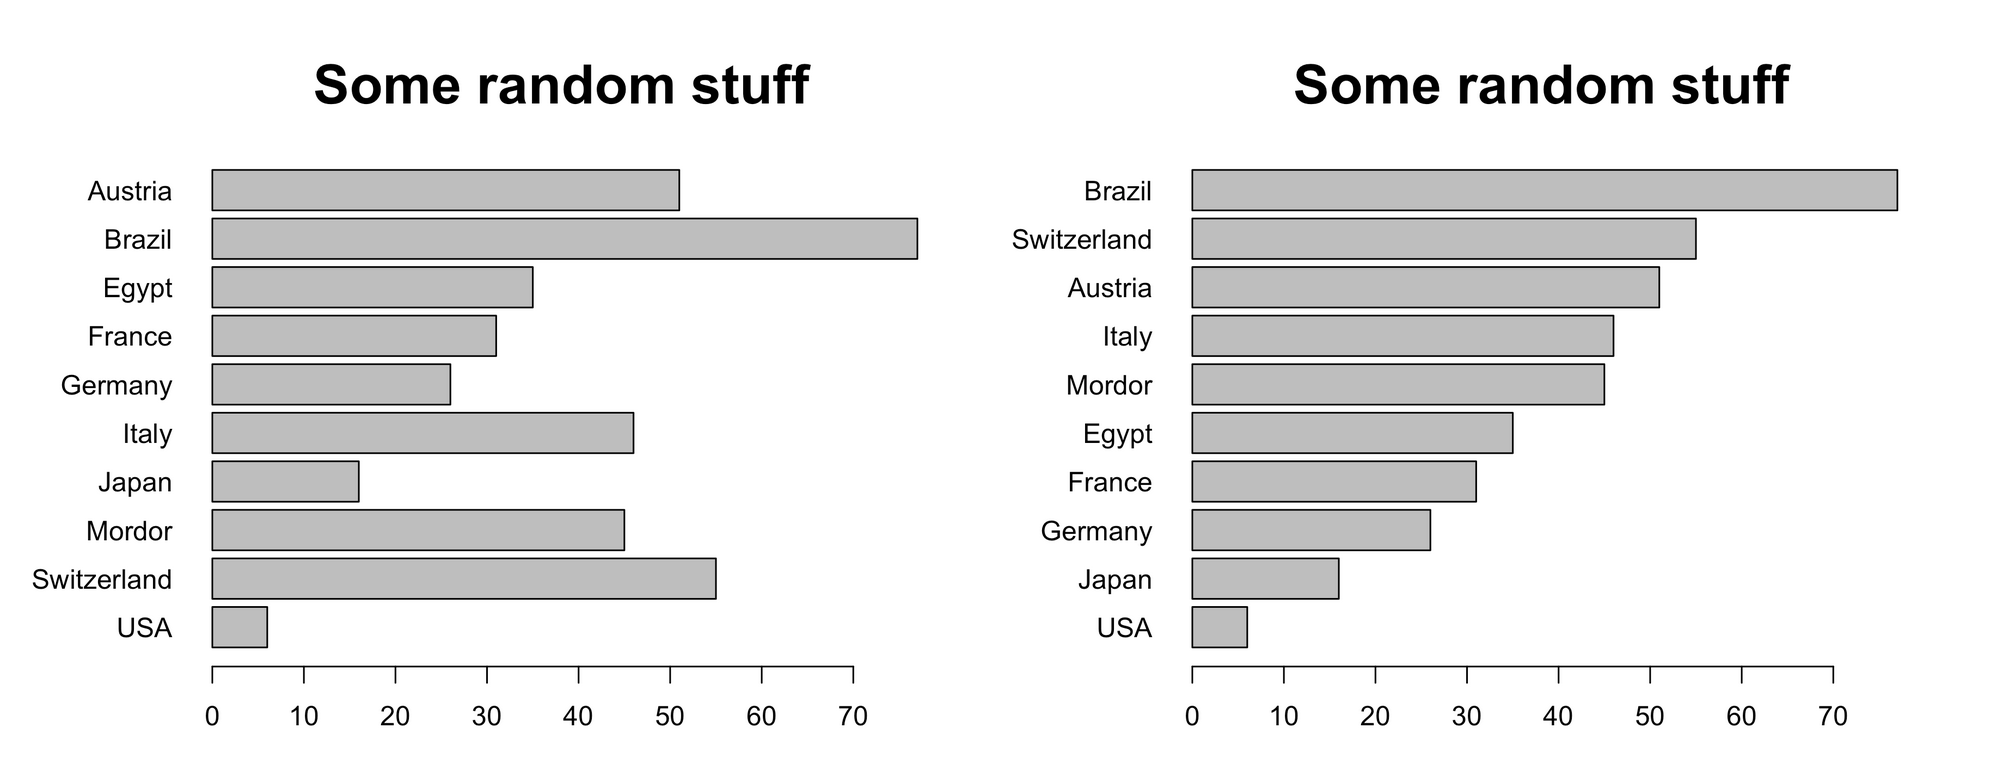 Some random stuff
Austria
Brazil
Egypt
France
Germany
Italy
Japan
Mordor
Switzerland
USA
0 10 20 30 40 50 60 70
Some random stuff
Brazil
Switzerland
Austria
Italy
Mordor
Egypt
France
Germany
Japan
USA
0 10 20 30 40 50 60 70